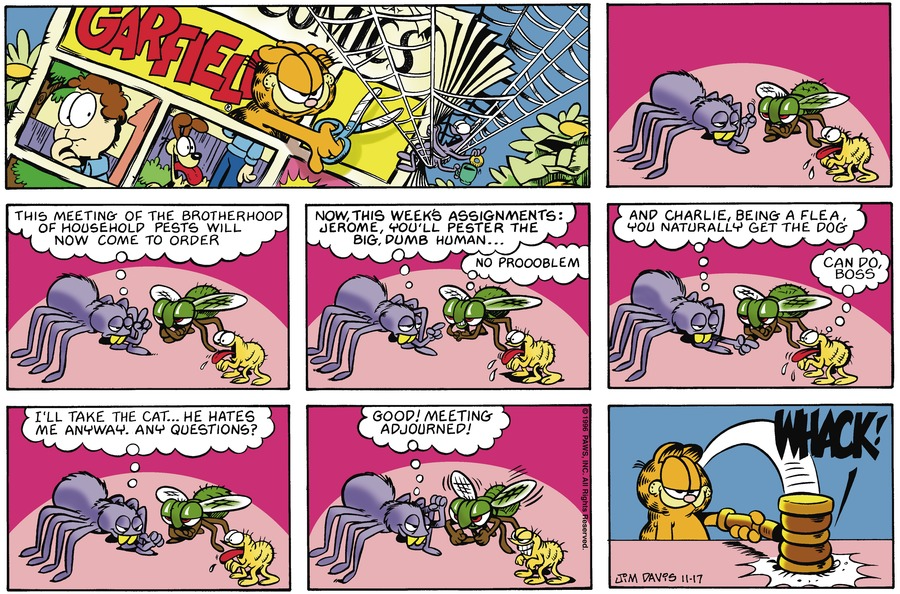 GARFIELD
®
COMICS
THIS MEETING OF THE BROTHERHOOD
OF HOUSEHOLD PESTS WILL
NOW COME TO ORDER
NOW, THIS WEEK'S ASSIGNMENTS:
JEROME, YOU'LL PESTER THE
BIG, DUMB HUMAN...
NO PROOOBLEM
AND CHARLIE, BEING A FLEA,
YOU NATURALLY GET THE DOG
CAN DO,
BOSS
I'LL TAKE THE CAT... HE HATES
ME ANYWAY. ANY QUESTIONS?
GOOD! MEETING
ADJOURNED!
© 1996 PAWS, INC. All Rights Reserved.
WHACK!
JIM DAVIS 11-17